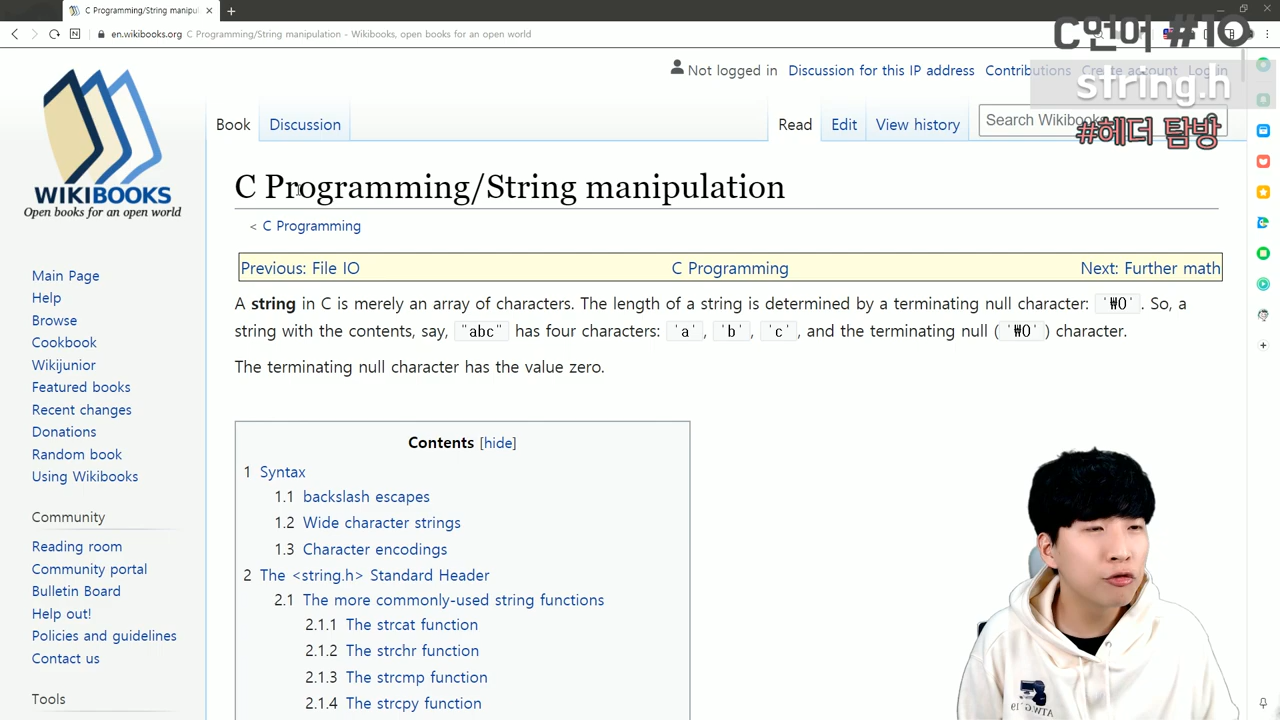 C Programming/String manipul
en.wikibooks.org C Programming/String manipulation - Wikibooks, open books for an open world
C언어 #10
string.h
#헤더 탐방
Not logged in Discussion for this IP address Contributions Create account Log in
Book Discussion Read Edit View history Search Wikibooks
WIKIBOOKS
Open books for an open world
C Programming/String manipulation
< C Programming
Previous: File IO C Programming Next: Further math
A string in C is merely an array of characters. The length of a string is determined by a terminating null character: '₩0'. So, a
string with the contents, say, "abc" has four characters: 'a', 'b', 'c', and the terminating null ('₩0') character.
The terminating null character has the value zero.
Main Page
Help
Browse
Cookbook
Wikijunior
Featured books
Recent changes
Donations
Random book
Using Wikibooks
Community
Reading room
Community portal
Bulletin Board
Help out!
Policies and guidelines
Contact us
Tools
Contents [hide]
1 Syntax
1.1 backslash escapes
1.2 Wide character strings
1.3 Character encodings
2 The <string.h> Standard Header
2.1 The more commonly-used string functions
2.1.1 The strcat function
2.1.2 The strchr function
2.1.3 The strcmp function
2.1.4 The strcpy function